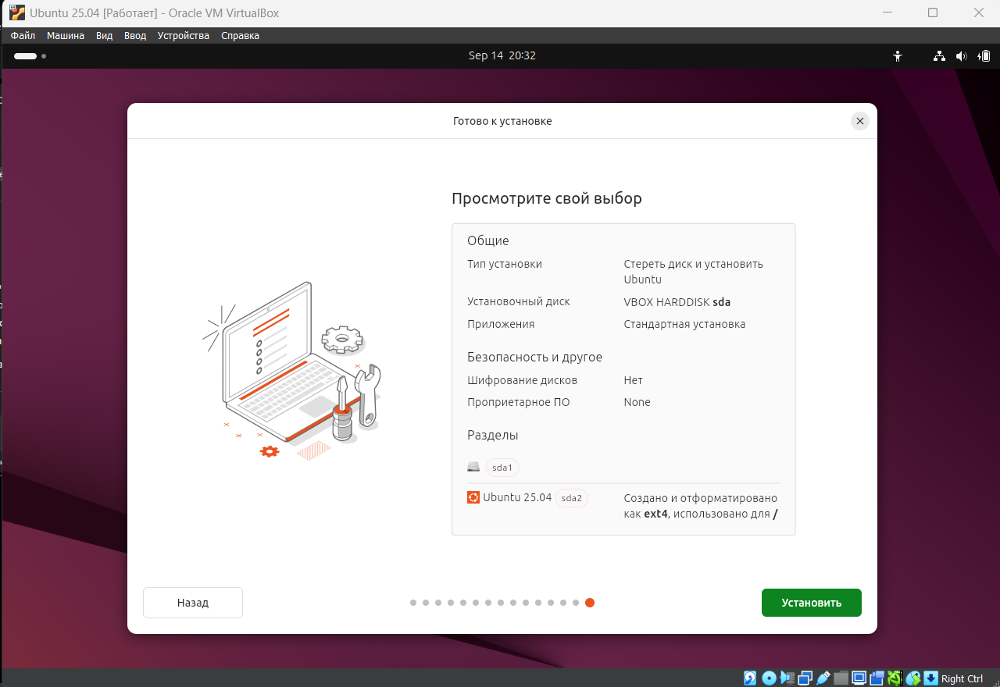 Ubuntu 25.04 [Работает] - Oracle VM VirtualBox
Файл Машина Вид Ввод Устройства Справка
Sep 14 20:32
Готово к установке
Просмотрите свой выбор
Общие
Тип установки Стереть диск и установить
Ubuntu
Установочный диск VBOX HARDDISK sda
Приложения Стандартная установка
Безопасность и другое
Шифрование дисков Нет
Проприетарное ПО None
Разделы
sda1
Ubuntu 25.04 sda2 Создано и отформатировано
как ext4, использовано для /
Назад Установить
Right Ctrl